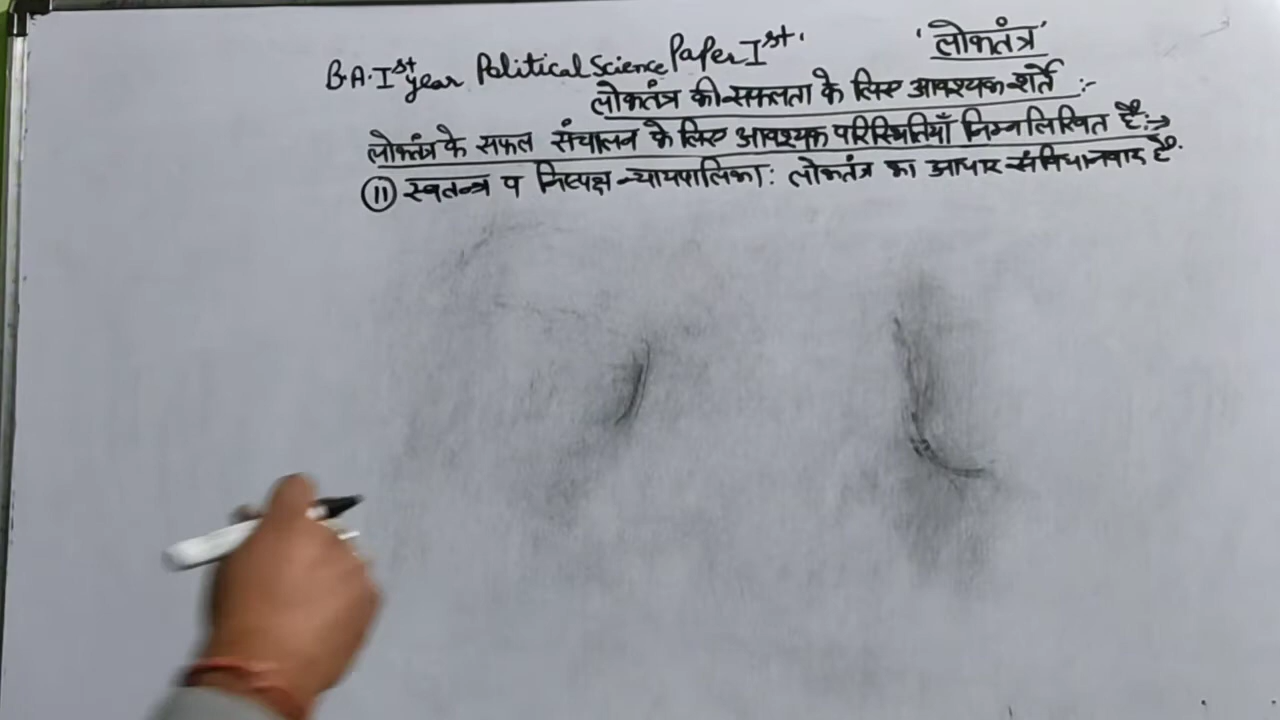 B.A. Ist year Political Science Paper Ist. 'लोकतंत्र'
लोकतंत्र की सफलता के लिए आवश्यक शर्तें :-
लोकतंत्र के सफल संचालन के लिए आवश्यक परिस्थितियाँ निम्नलिखित हैं:→
(11) स्वतन्त्र व निष्पक्ष न्यायपालिका: लोकतंत्र का आधार संविधानवाद है.